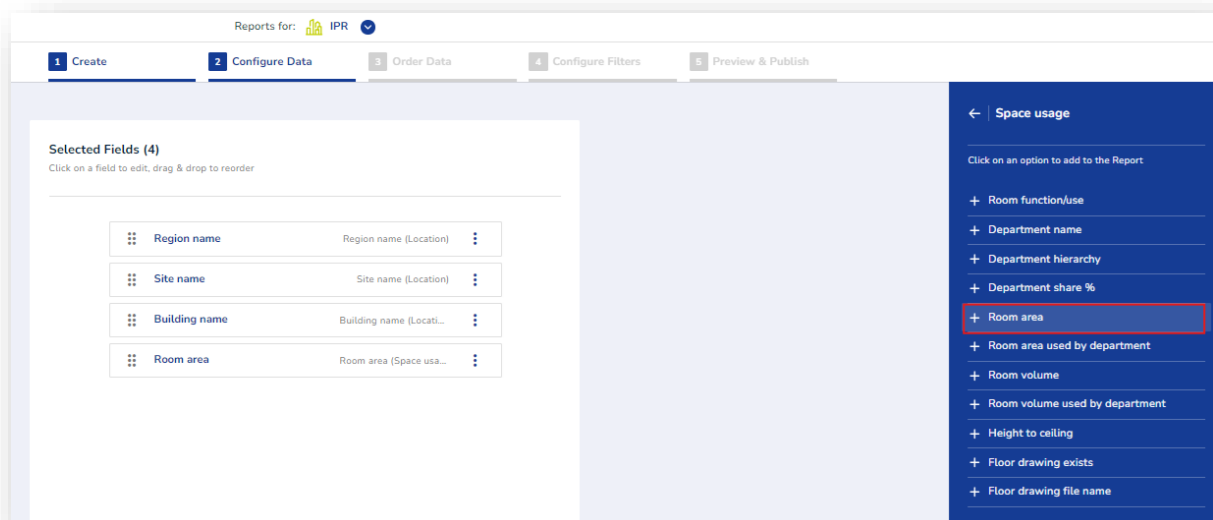 Reports for: IPR
1 Create
2 Configure Data
3 Order Data
4 Configure Filters
5 Preview & Publish
Selected Fields (4)
Click on a field to edit, drag & drop to reorder
Region name Region name (Location)
Site name Site name (Location)
Building name Building name (Locati...
Room area Room area (Space usa...
Space usage
Click on an option to add to the Report
+ Room function/use
+ Department name
+ Department hierarchy
+ Department share %
+ Room area
+ Room area used by department
+ Room volume
+ Room volume used by department
+ Height to ceiling
+ Floor drawing exists
+ Floor drawing file name